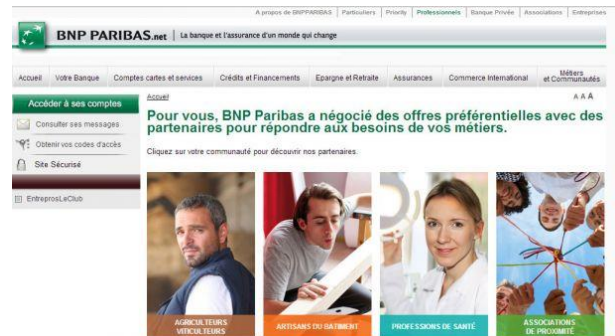 A propos de BNPPARIBAS | Particuliers | Priority | Professionnels | Banque Privée | Associations | Entreprises
BNP PARIBAS.net | La banque et l'assurance d'un monde qui change
Accueil
Votre Banque
Comptes cartes et services
Crédits et Financements
Epargne et Retraite
Assurances
Commerce International
Métiers
et Communautés
Accéder à ses comptes
Consulter ses messages
Obtenir vos codes d'accès
Site Sécurisé
EntreprosLeClub
Accueil
A A A
Pour vous, BNP Paribas a négocié des offres préférentielles avec des
partenaires pour répondre aux besoins de vos métiers.
Cliquez sur votre communauté pour découvrir nos partenaires.
AGRICULTEURS
VITICULTEURS
ARTISANS DU BATIMENT
PROFESSIONS DE SANTÉ
ASSOCIATIONS
DE PROXIMITÉ